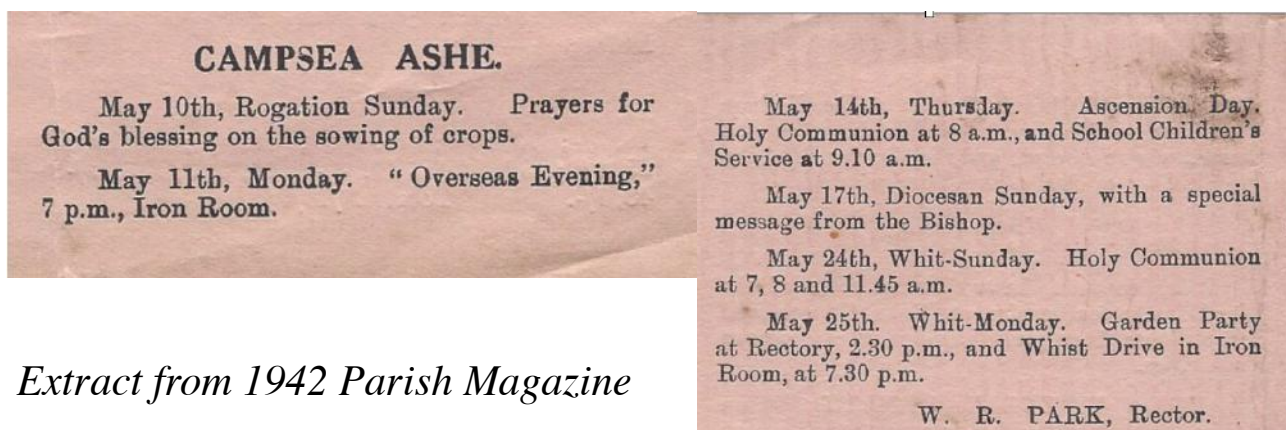 CAMPSEA ASHE.
May 10th, Rogation Sunday. Prayers for
God's blessing on the sowing of crops.
May 11th, Monday. "Overseas Evening,"
7 p.m., Iron Room.
Extract from 1942 Parish Magazine
May 14th, Thursday. Ascension Day.
Holy Communion at 8 a.m., and School Children's
Service at 9.10 a.m.
May 17th, Diocesan Sunday, with a special
message from the Bishop.
May 24th, Whit-Sunday. Holy Communion
at 7, 8 and 11.45 a.m.
May 25th. Whit-Monday. Garden Party
at Rectory, 2.30 p.m., and Whist Drive in Iron
Room, at 7.30 p.m.
W. R. PARK, Rector.